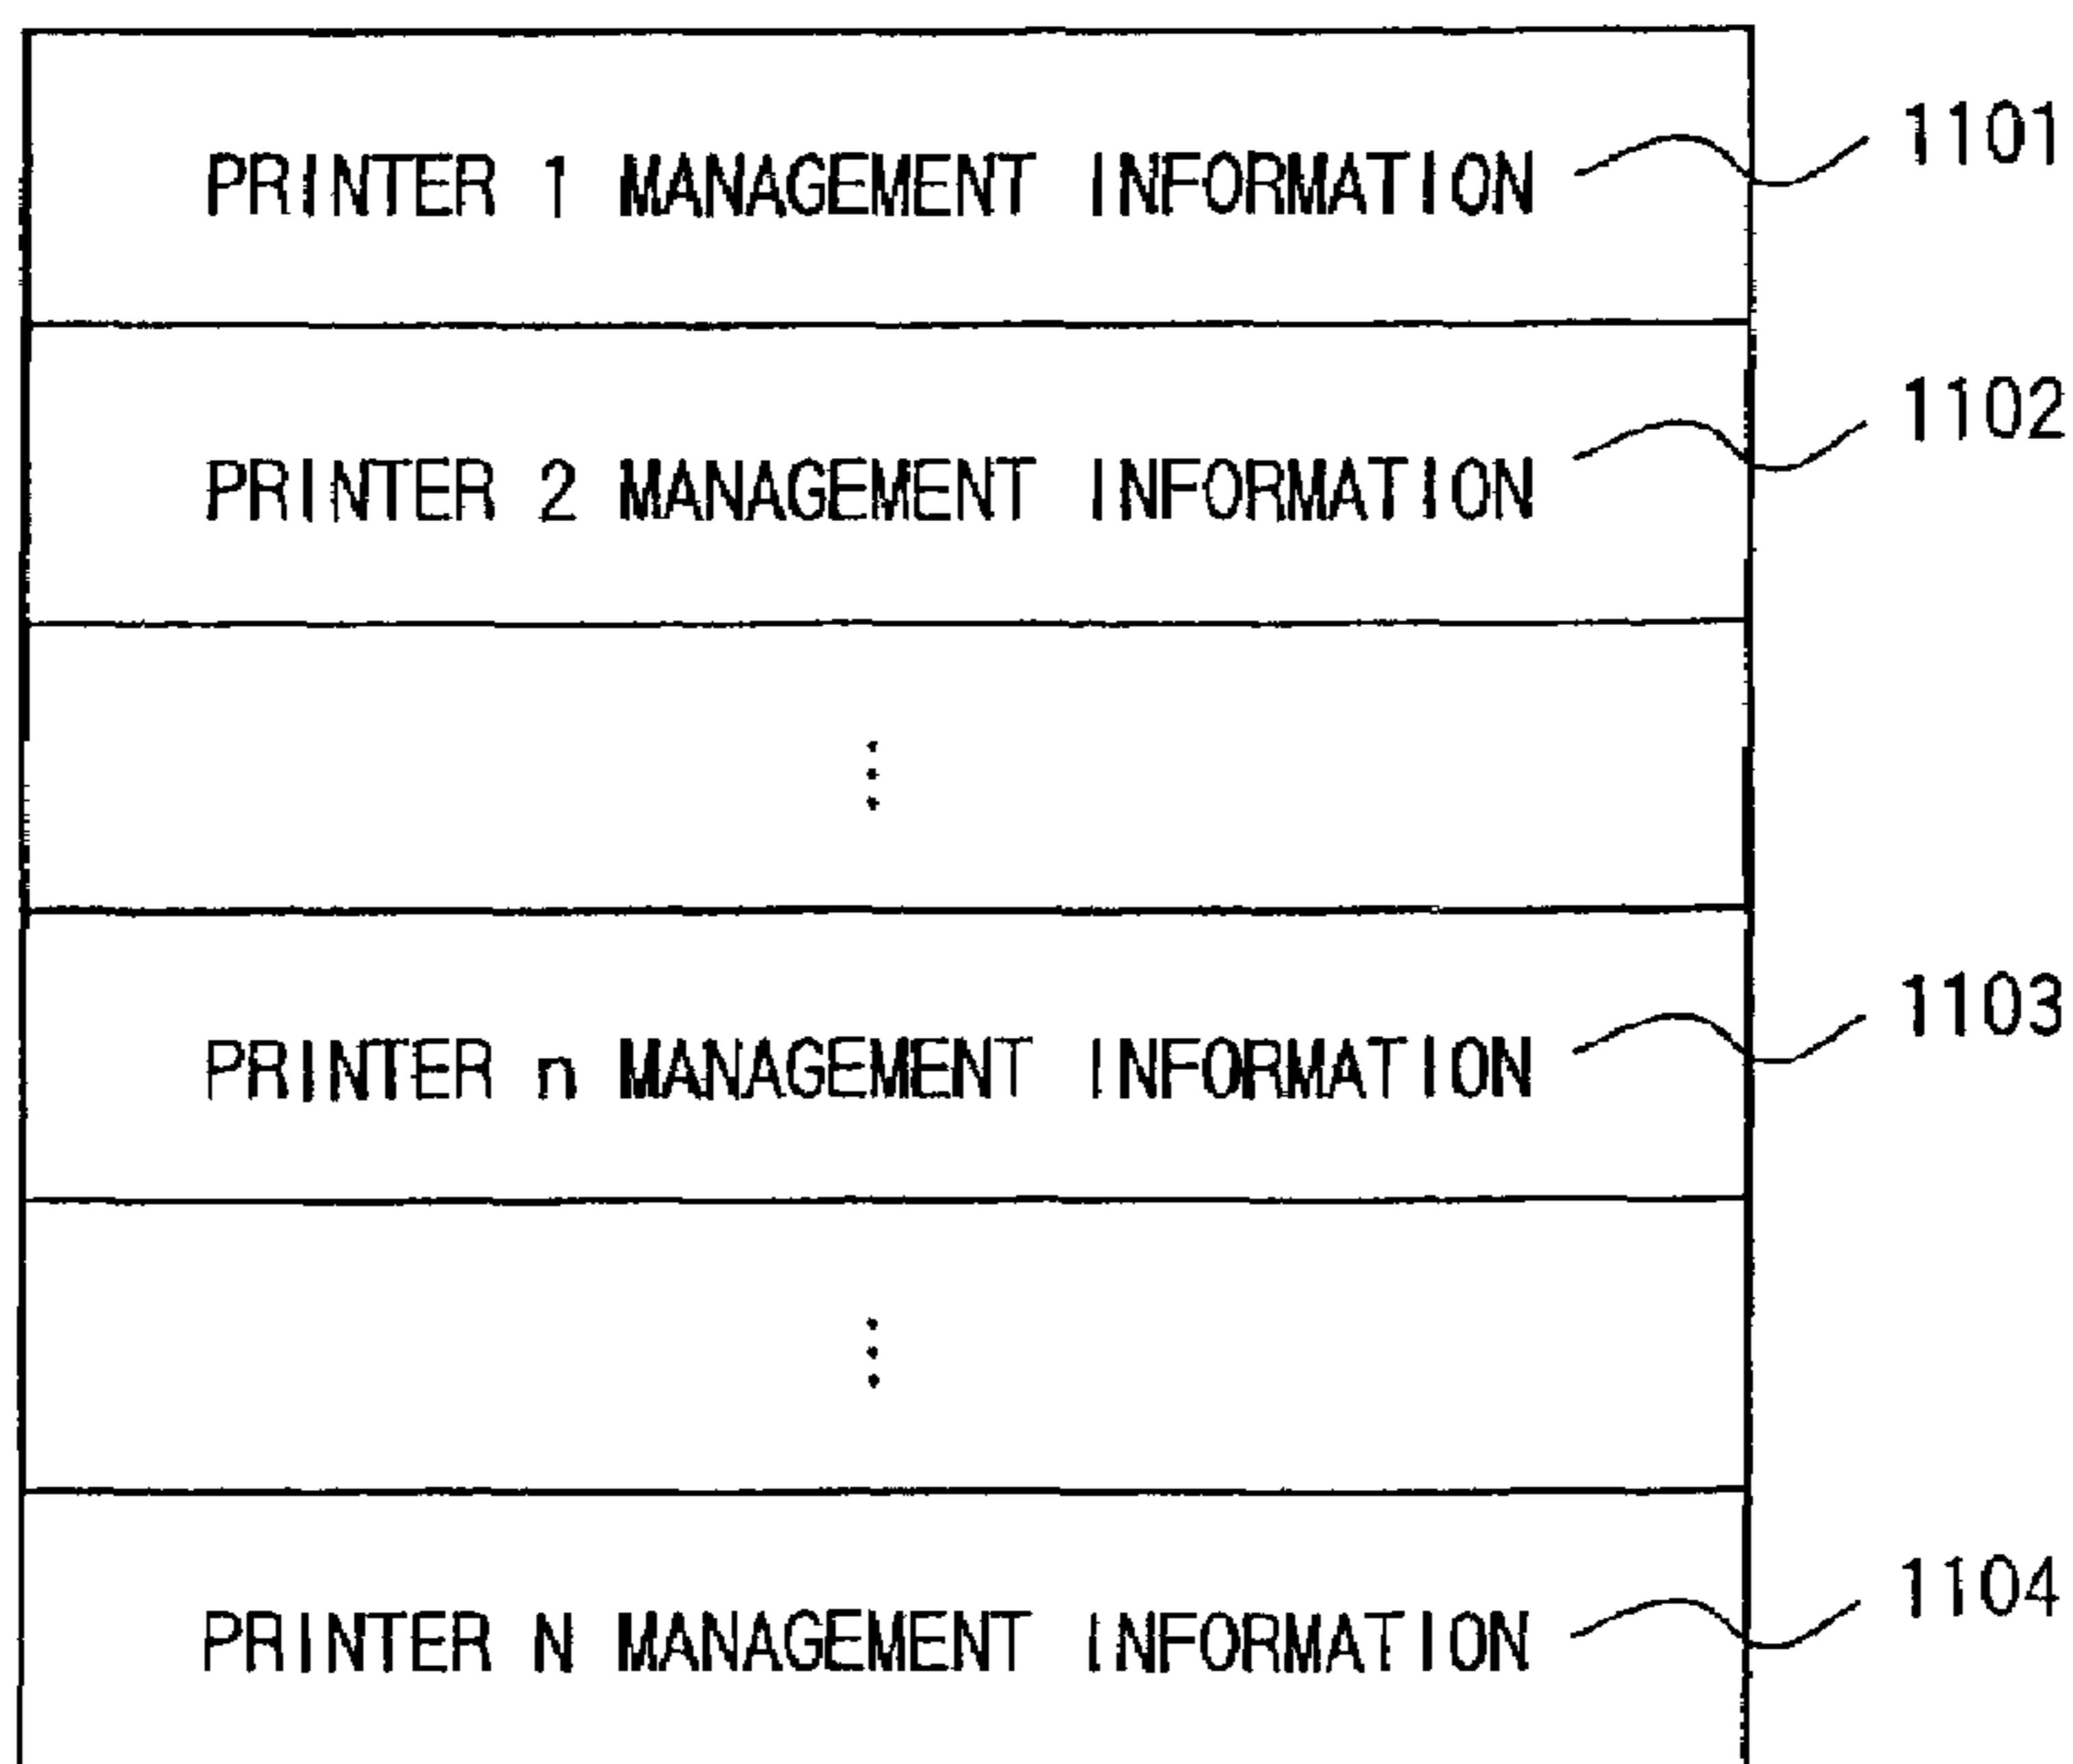 PRINTER 1 MANAGEMENT INFORMATION 1101
PRINTER 2 MANAGEMENT INFORMATION 1102
⋮
PRINTER n MANAGEMENT INFORMATION 1103
⋮
PRINTER N MANAGEMENT INFORMATION 1104